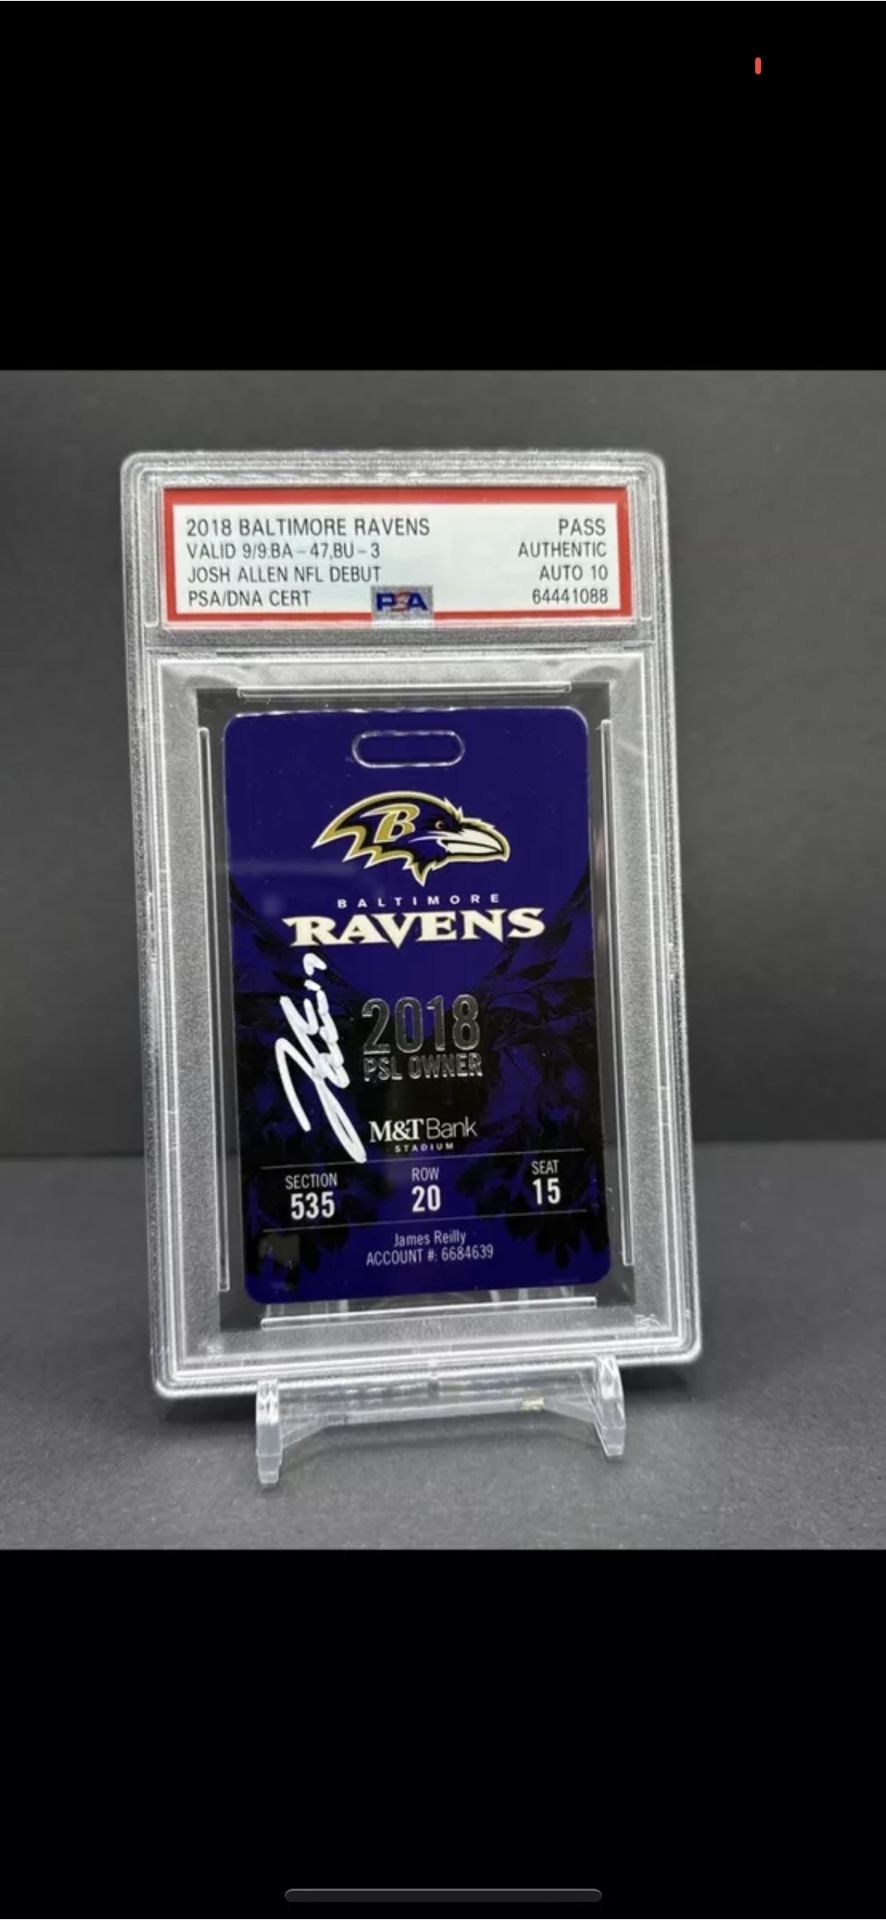 2018 BALTIMORE RAVENS PASS
VALID 9/9.BA-47,BU-3 AUTHENTIC
JOSH ALLEN NFL DEBUT AUTO 10
PSA/DNA CERT PSA 64441088
B
BALTIMORE
RAVENS
2018
PSL OWNER
M&T Bank
STADIUM
SECTION ROW SEAT
535 20 15
James Reilly
ACCOUNT #: 6684639